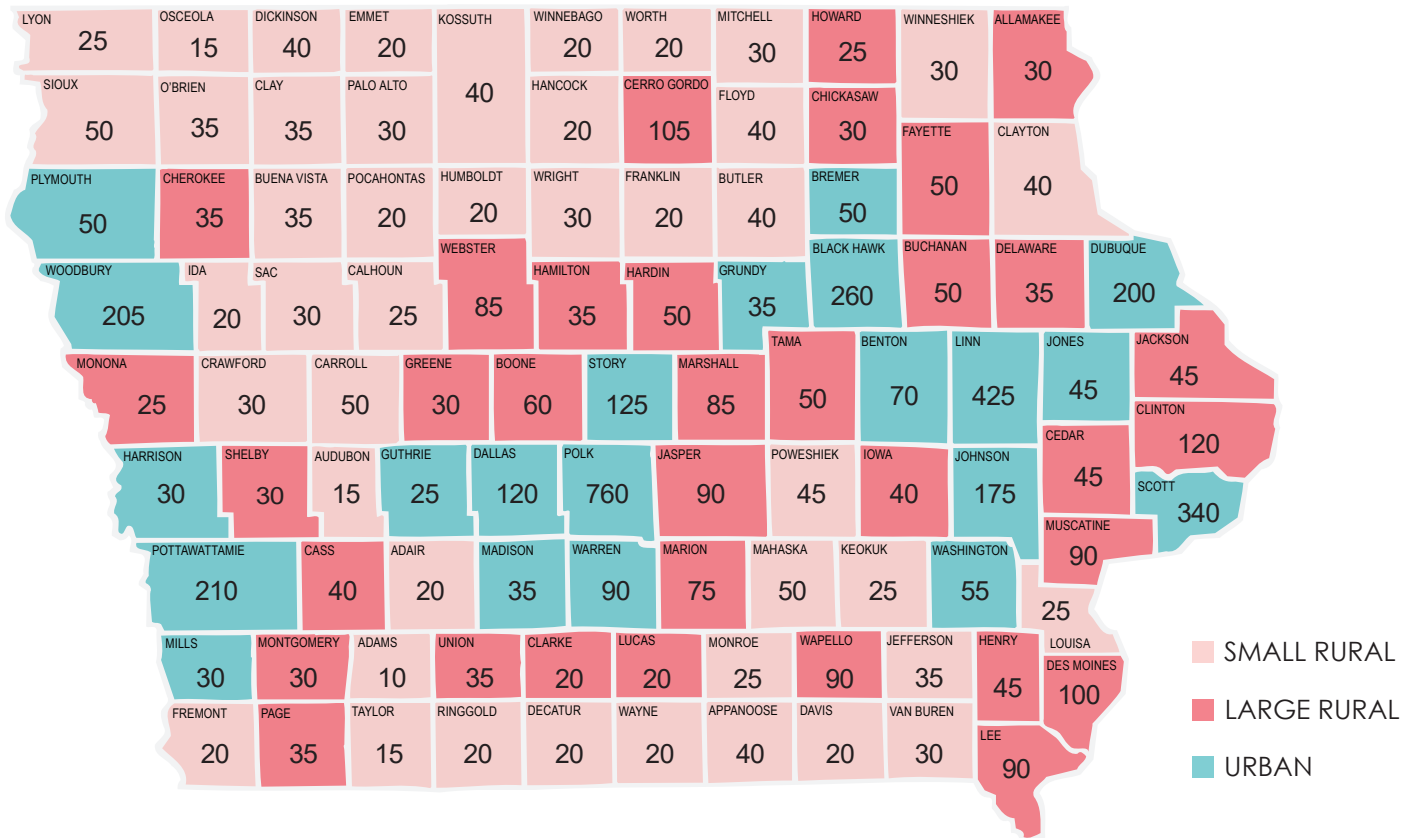 LYON
25
OSCEOLA
15
DICKINSON
40
EMMET
20
KOSSUTH
40
WINNEBAGO
20
WORTH
20
MITCHELL
30
HOWARD
25
WINNESHIEK
30
ALLAMAKEE
30
SIOUX
50
O'BRIEN
35
CLAY
35
PALO ALTO
30
HANCOCK
20
CERRO GORDO
105
FLOYD
40
CHICKASAW
30
FAYETTE
50
CLAYTON
40
PLYMOUTH
50
CHEROKEE
35
BUENA VISTA
35
POCAHONTAS
20
HUMBOLDT
20
WRIGHT
30
FRANKLIN
20
BUTLER
40
BREMER
50
WOODBURY
205
IDA
20
SAC
30
CALHOUN
25
WEBSTER
85
HAMILTON
35
HARDIN
50
GRUNDY
35
BLACK HAWK
260
BUCHANAN
50
DELAWARE
35
DUBUQUE
200
MONONA
25
CRAWFORD
30
CARROLL
50
GREENE
30
BOONE
60
STORY
125
MARSHALL
85
TAMA
50
BENTON
70
LINN
425
JONES
45
JACKSON
45
CLINTON
120
HARRISON
30
SHELBY
30
AUDUBON
15
GUTHRIE
25
DALLAS
120
POLK
760
JASPER
90
POWESHIEK
45
IOWA
40
JOHNSON
175
CEDAR
45
SCOTT
340
MUSCATINE
90
POTTAWATTAMIE
210
CASS
40
ADAIR
20
MADISON
35
WARREN
90
MARION
75
MAHASKA
50
KEOKUK
25
WASHINGTON
55
25
LOUISA
MILLS
30
MONTGOMERY
30
ADAMS
10
UNION
35
CLARKE
20
LUCAS
20
MONROE
25
WAPELLO
90
JEFFERSON
35
HENRY
45
DES MOINES
100
FREMONT
20
PAGE
35
TAYLOR
15
RINGGOLD
20
DECATUR
20
WAYNE
20
APPANOOSE
40
DAVIS
20
VAN BUREN
30
LEE
90
SMALL RURAL
LARGE RURAL
URBAN